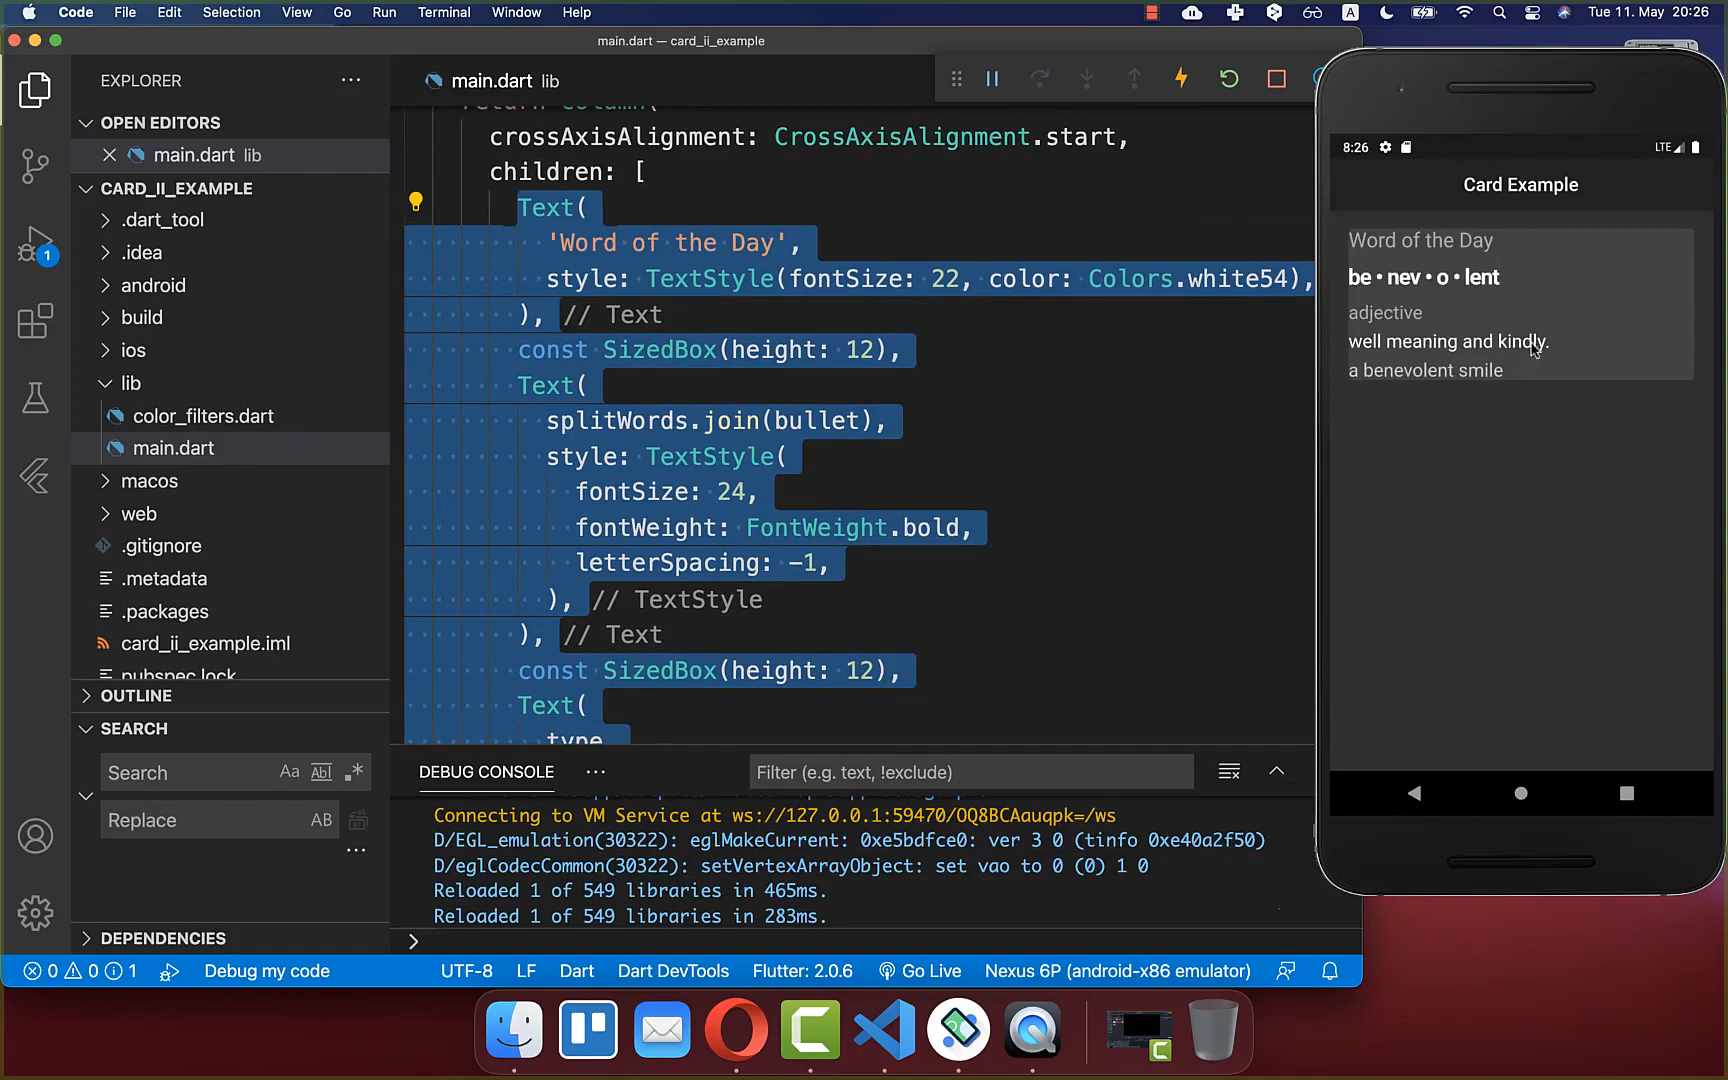 Code File Edit Selection View Go Run Terminal Window Help A Tue 11. May 20:26
main.dart — card_ii_example
EXPLORER
OPEN EDITORS
main.dart lib
CARD_II_EXAMPLE
.dart_tool
.idea
android
build
ios
lib
color_filters.dart
main.dart
macos
web
.gitignore
.metadata
.packages
card_ii_example.iml
pubspec.lock
OUTLINE
SEARCH
Search Aa Abl .*
Replace AB
DEPENDENCIES
1
main.dart lib
return Column(
crossAxisAlignment: CrossAxisAlignment.start,
children: [
Text(
'Word of the Day',
style: TextStyle(fontSize: 22, color: Colors.white54),
), // Text
const SizedBox(height: 12),
Text(
splitWords.join(bullet),
style: TextStyle(
fontSize: 24,
fontWeight: FontWeight.bold,
letterSpacing: -1,
), // TextStyle
), // Text
const SizedBox(height: 12),
Text(
type
DEBUG CONSOLE
Filter (e.g. text, !exclude)
Connecting to VM Service at ws://127.0.0.1:59470/OQ8BCAauqpk=/ws
D/EGL_emulation(30322): eglMakeCurrent: 0xe5bdfce0: ver 3 0 (tinfo 0xe40a2f50)
D/eglCodecCommon(30322): setVertexArrayObject: set vao to 0 (0) 1 0
Reloaded 1 of 549 libraries in 465ms.
Reloaded 1 of 549 libraries in 283ms.
0 0 1 Debug my code UTF-8 LF Dart Dart DevTools Flutter: 2.0.6 Go Live Nexus 6P (android-x86 emulator)
8:26 LTE
Card Example
Word of the Day
be • nev • o • lent
adjective
well meaning and kindly.
a benevolent smile